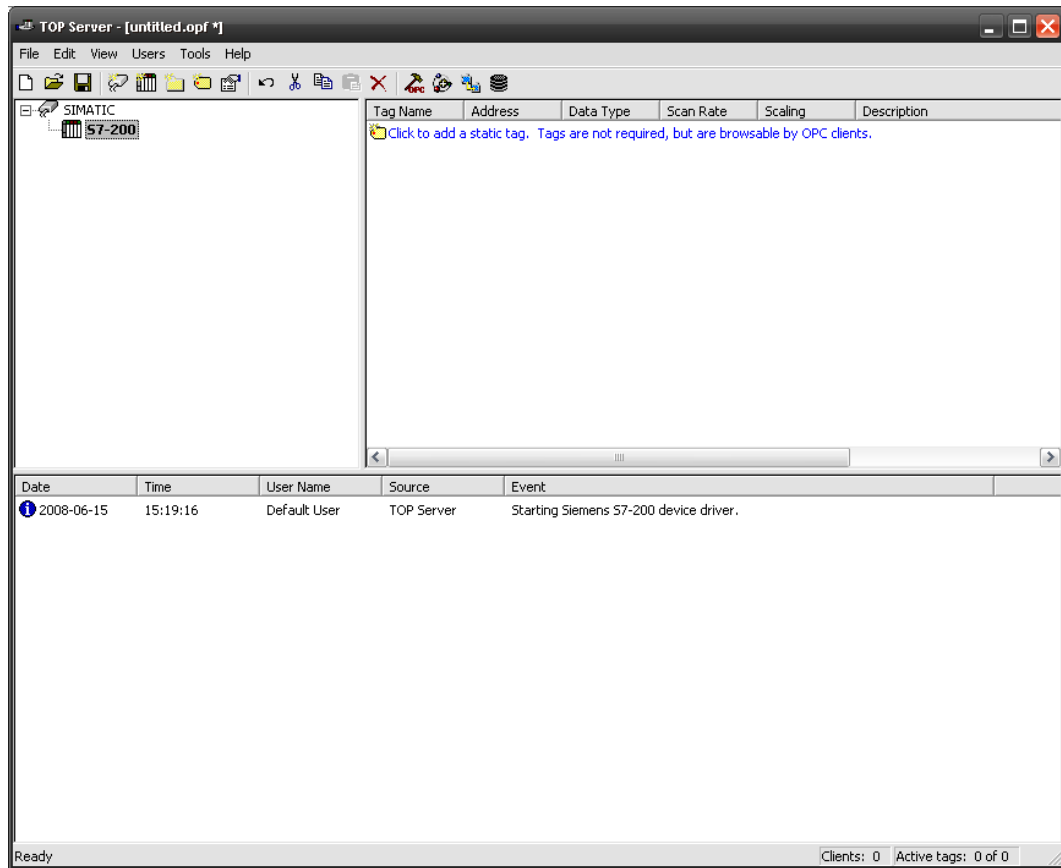 TOP Server - [untitled.opf *]
File Edit View Users Tools Help
OPC
SIMATIC
S7-200
Tag Name Address Data Type Scan Rate Scaling Description
Click to add a static tag.  Tags are not required, but are browsable by OPC clients.
Date Time User Name Source Event
2008-06-15 15:19:16 Default User TOP Server Starting Siemens S7-200 device driver.
Ready Clients: 0 Active tags: 0 of 0